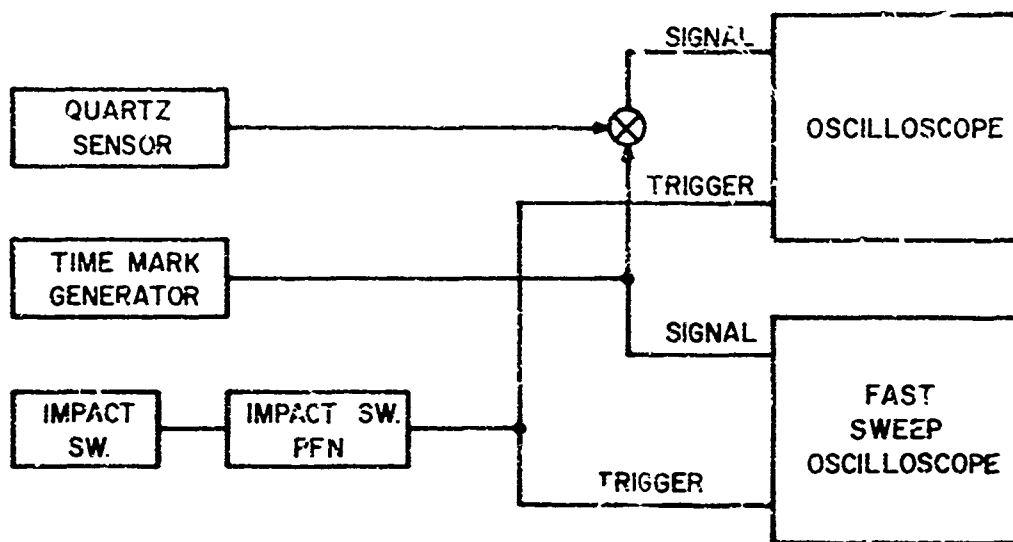 SIGNAL
QUARTZ
SENSOR
OSCILLOSCOPE
TRIGGER
TIME MARK
GENERATOR
SIGNAL
IMPACT
SW.
IMPACT SW.
PFN
FAST
SWEEP
OSCILLOSCOPE
TRIGGER